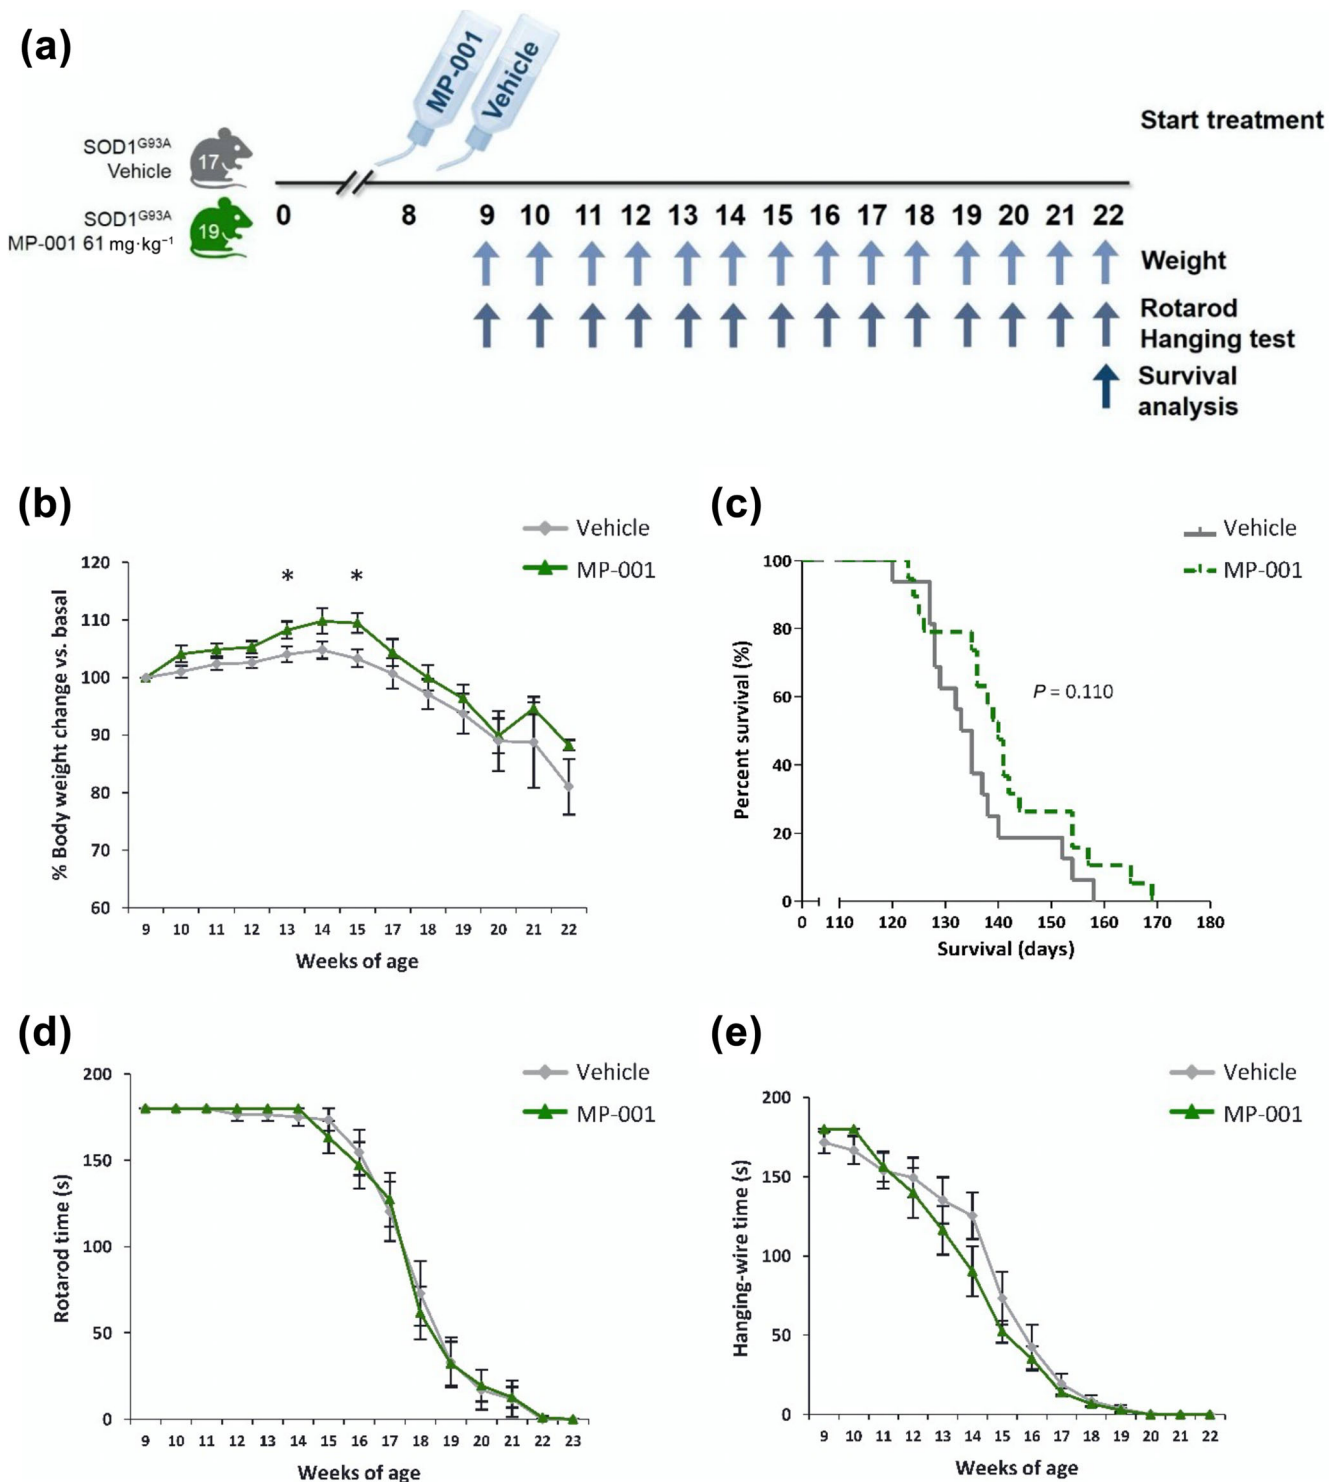 (a)
MP-001
Vehicle
Start treatment
SOD1G93A
Vehicle
17
SOD1G93A
MP-001 61 mg·kg⁻¹
19
0 8 9 10 11 12 13 14 15 16 17 18 19 20 21 22
Weight
Rotarod
Hanging test
Survival
analysis
(b)
Vehicle
MP-001
% Body weight change vs. basal
120
110
100
90
80
70
60
* *
9 10 11 12 13 14 15 17 18 19 20 21 22
Weeks of age
(c)
Vehicle
MP-001
Percent survival (%)
100
80
60
40
20
0
P = 0.110
0 110 120 130 140 150 160 170 180
Survival (days)
(d)
Vehicle
MP-001
Rotarod time (s)
200
150
100
50
0
9 10 11 12 13 14 15 16 17 18 19 20 21 22 23
Weeks of age
(e)
Vehicle
MP-001
Hanging-wire time (s)
200
150
100
50
0
9 10 11 12 13 14 15 16 17 18 19 20 21 22
Weeks of age